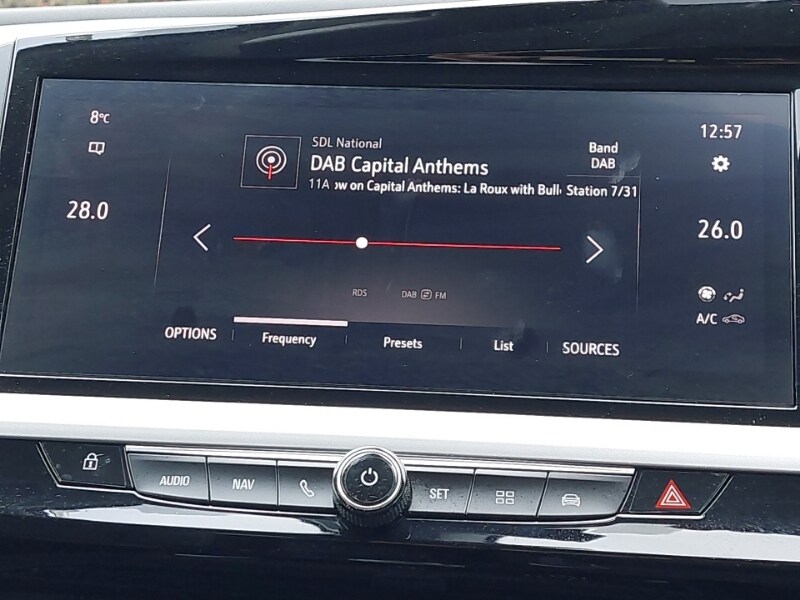 8°C
28.0
SDL National
DAB Capital Anthems
11A ow on Capital Anthems: La Roux with Bull
Station 7/31
Band
DAB
12:57
26.0
RDS
DAB FM
A/C
OPTIONS
Frequency
Presets
List
SOURCES
AUDIO
NAV
SET